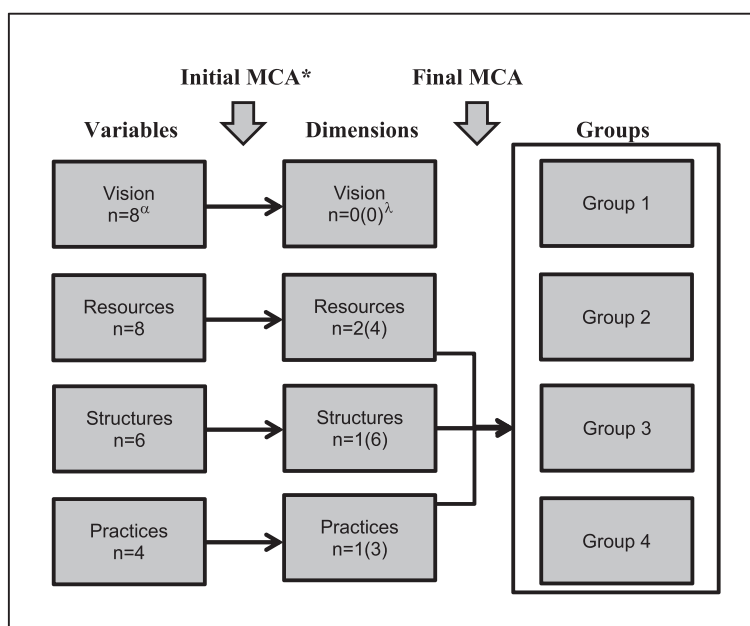 Initial MCA*
Final MCA
Variables
Dimensions
Groups
Vision
n=8α
Vision
n=0(0)λ
Group 1
Resources
n=8
Resources
n=2(4)
Group 2
Structures
n=6
Structures
n=1(6)
Group 3
Practices
n=4
Practices
n=1(3)
Group 4